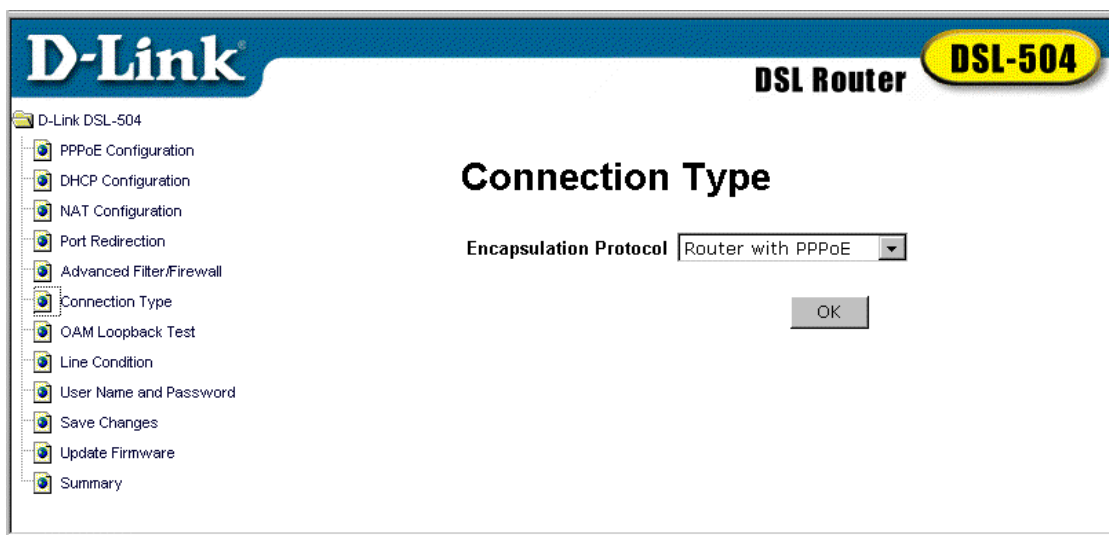 D-Link
DSL Router
DSL-504
D-Link DSL-504
PPPoE Configuration
DHCP Configuration
NAT Configuration
Port Redirection
Advanced Filter/Firewall
Connection Type
OAM Loopback Test
Line Condition
User Name and Password
Save Changes
Update Firmware
Summary
Connection Type
Encapsulation Protocol Router with PPPoE
OK